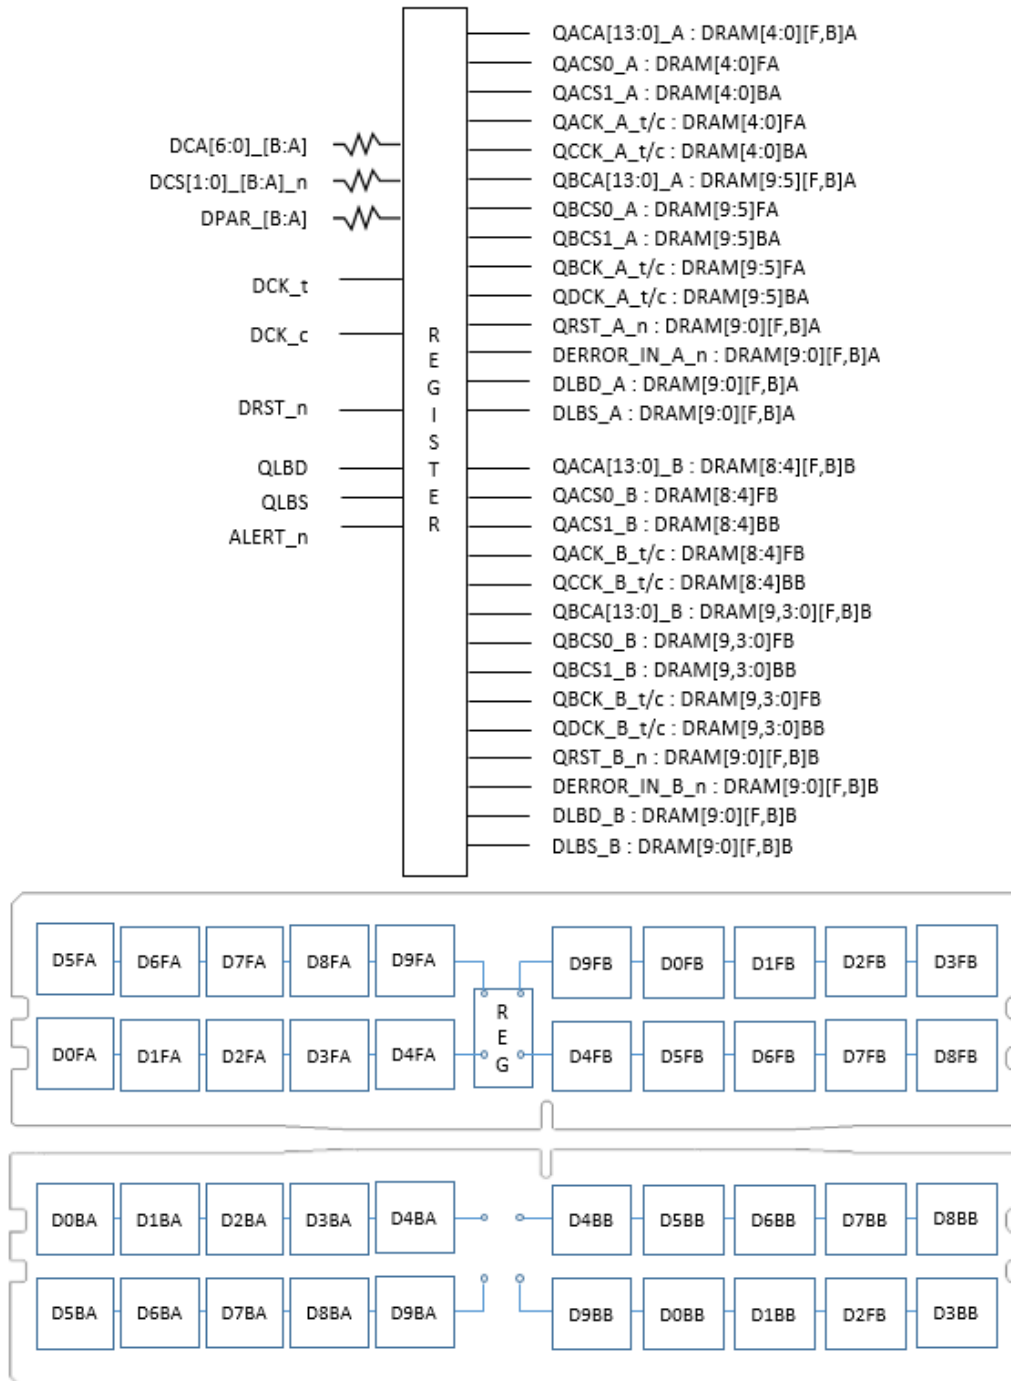 DCA[6:0]_[B:A]
DCS[1:0]_[B:A]_n
DPAR_[B:A]
DCK_t
DCK_c
DRST_n
QLBD
QLBS
ALERT_n
R
E
G
I
S
T
E
R
QACA[13:0]_A : DRAM[4:0][F,B]A
QACS0_A : DRAM[4:0]FA
QACS1_A : DRAM[4:0]BA
QACK_A_t/c : DRAM[4:0]FA
QCCK_A_t/c : DRAM[4:0]BA
QBCA[13:0]_A : DRAM[9:5][F,B]A
QBCS0_A : DRAM[9:5]FA
QBCS1_A : DRAM[9:5]BA
QBCK_A_t/c : DRAM[9:5]FA
QDCK_A_t/c : DRAM[9:5]BA
QRST_A_n : DRAM[9:0][F,B]A
DERROR_IN_A_n : DRAM[9:0][F,B]A
DLBD_A : DRAM[9:0][F,B]A
DLBS_A : DRAM[9:0][F,B]A
QACA[13:0]_B : DRAM[8:4][F,B]B
QACS0_B : DRAM[8:4]FB
QACS1_B : DRAM[8:4]BB
QACK_B_t/c : DRAM[8:4]FB
QCCK_B_t/c : DRAM[8:4]BB
QBCA[13:0]_B : DRAM[9,3:0][F,B]B
QBCS0_B : DRAM[9,3:0]FB
QBCS1_B : DRAM[9,3:0]BB
QBCK_B_t/c : DRAM[9,3:0]FB
QDCK_B_t/c : DRAM[9,3:0]BB
QRST_B_n : DRAM[9:0][F,B]B
DERROR_IN_B_n : DRAM[9:0][F,B]B
DLBD_B : DRAM[9:0][F,B]B
DLBS_B : DRAM[9:0][F,B]B
D5FA D6FA D7FA D8FA D9FA D9FB D0FB D1FB D2FB D3FB
R
E
G
D0FA D1FA D2FA D3FA D4FA D4FB D5FB D6FB D7FB D8FB
D0BA D1BA D2BA D3BA D4BA D4BB D5BB D6BB D7BB D8BB
D5BA D6BA D7BA D8BA D9BA D9BB D0BB D1BB D2FB D3BB